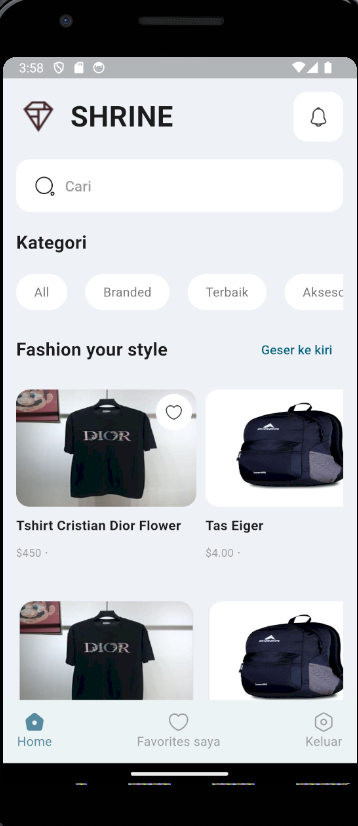 3:58
SHRINE
Cari
Kategori
All Branded Terbaik Akseso
Fashion your style Geser ke kiri
DIOR
Tshirt Cristian Dior Flower Tas Eiger
$450 · $4.00 ·
DIOR
Home Favorites saya Keluar